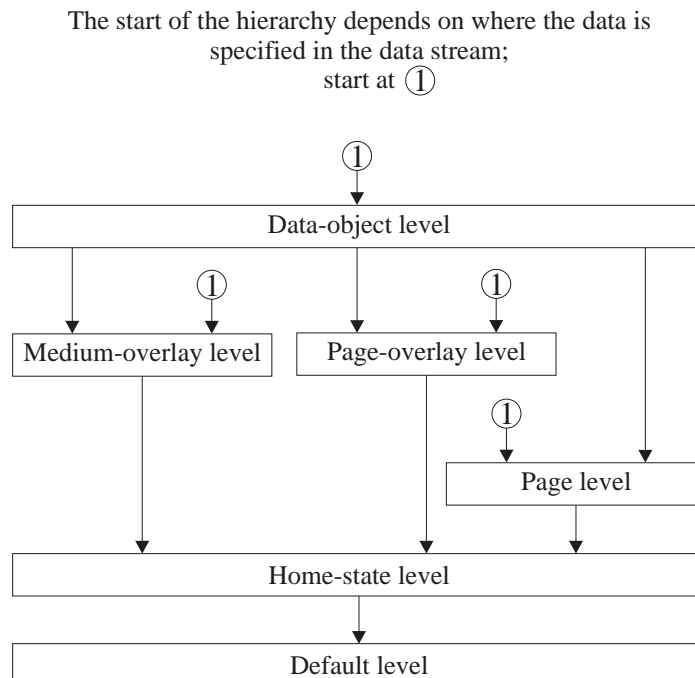 The start of the hierarchy depends on where the data is
specified in the data stream;
start at ①
①
Data-object level
① ①
Medium-overlay level Page-overlay level
①
Page level
Home-state level
Default level